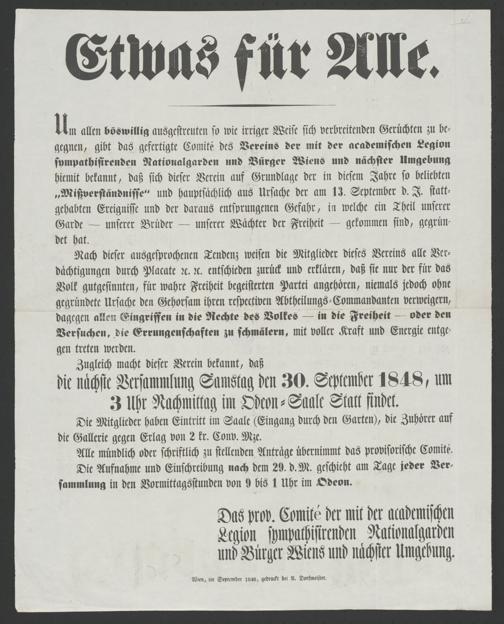 Etwas für Alle.
Um allen böswillig ausgestreuten so wie irriger Weise sich verbreitenden Gerüchten zu be-
gegnen, gibt das gefertigte Comité des Vereins der mit der academischen Legion
sympathisirenden Nationalgarden und Bürger Wiens und nächster Umgebung
hiemit bekannt, daß sich dieser Verein auf Grundlage der in diesem Jahre so beliebten
„Mißverständnisse“ und hauptsächlich aus Ursache der am 13. September d. J. statt-
gehabten Ereignisse und der daraus entsprungenen Gefahr, in welche ein Theil unserer
Garde — unserer Brüder — unserer Wächter der Freiheit — gekommen sind, gegrün-
det hat.
Nach dieser ausgesprochenen Tendenz weisen die Mitglieder dieses Vereins alle Ver-
dächtigungen durch Placate ꝛc. ꝛc. entschieden zurück und erklären, daß sie nur der für das
Volk gutgesinnten, für wahre Freiheit begeisterten Partei angehören, niemals jedoch ohne
gegründete Ursache den Gehorsam ihren respectiven Abtheilungs-Commandanten verweigern,
dagegen allen Eingriffen in die Rechte des Volkes — in die Freiheit — oder den
Versuchen, die Errungenschaften zu schmälern, mit voller Kraft und Energie entge-
gen treten werden.
Zugleich macht dieser Verein bekannt, daß
die nächste Versammlung Samstag den 30. September 1848, um
3 Uhr Nachmittag im Odeon-Saale Statt findet.
Die Mitglieder haben Eintritt im Saale (Eingang durch den Garten), die Zuhörer auf
die Gallerie gegen Erlag von 2 kr. Conv. Mze.
Alle mündlich oder schriftlich zu stellenden Anträge übernimmt das provisorische Comité.
Die Aufnahme und Einschreibung nach dem 29. d. M. geschieht am Tage jeder Ver-
sammlung in den Vormittagsstunden von 9 bis 1 Uhr im Odeon.
Das prov. Comité der mit der academischen
Legion sympathisirenden Nationalgarden
und Bürger Wiens und nächster Umgebung.
Wien, im September 1848, gedruckt bei U. Dorfmeister.